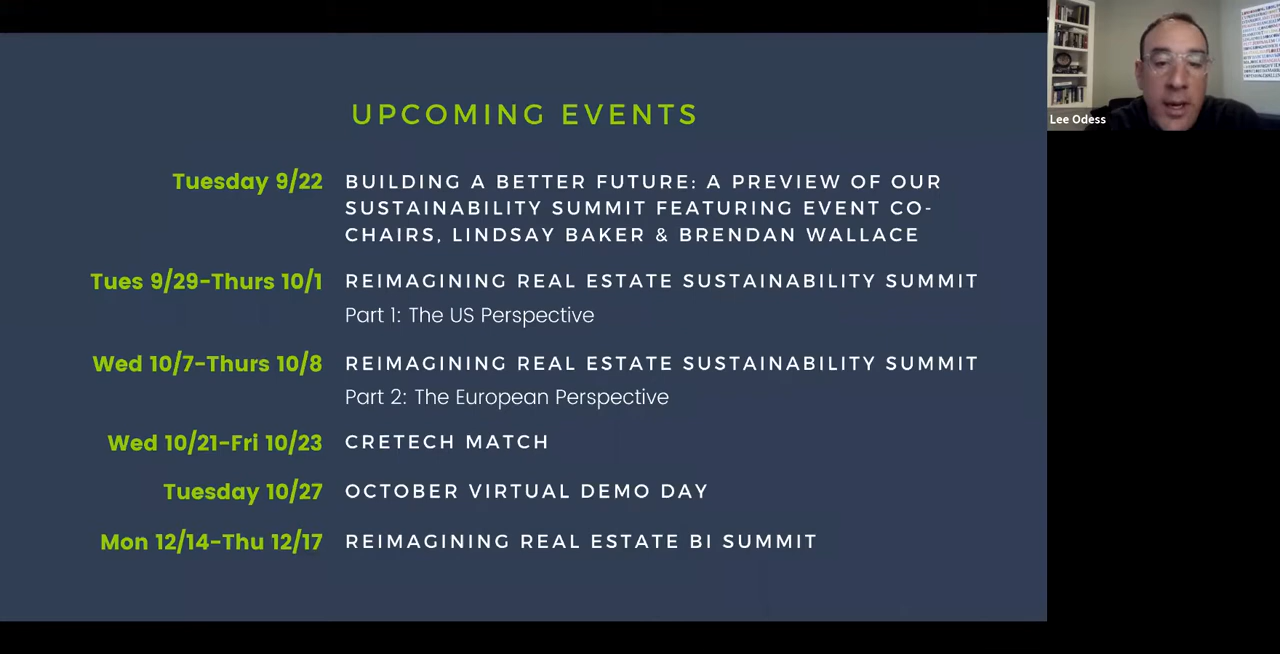 UPCOMING EVENTS
Tuesday 9/22 BUILDING A BETTER FUTURE: A PREVIEW OF OUR
SUSTAINABILITY SUMMIT FEATURING EVENT CO-
CHAIRS, LINDSAY BAKER & BRENDAN WALLACE
Tues 9/29-Thurs 10/1 REIMAGINING REAL ESTATE SUSTAINABILITY SUMMIT
Part 1: The US Perspective
Wed 10/7-Thurs 10/8 REIMAGINING REAL ESTATE SUSTAINABILITY SUMMIT
Part 2: The European Perspective
Wed 10/21-Fri 10/23 CRETECH MATCH
Tuesday 10/27 OCTOBER VIRTUAL DEMO DAY
Mon 12/14-Thu 12/17 REIMAGINING REAL ESTATE BI SUMMIT
Lee Odess